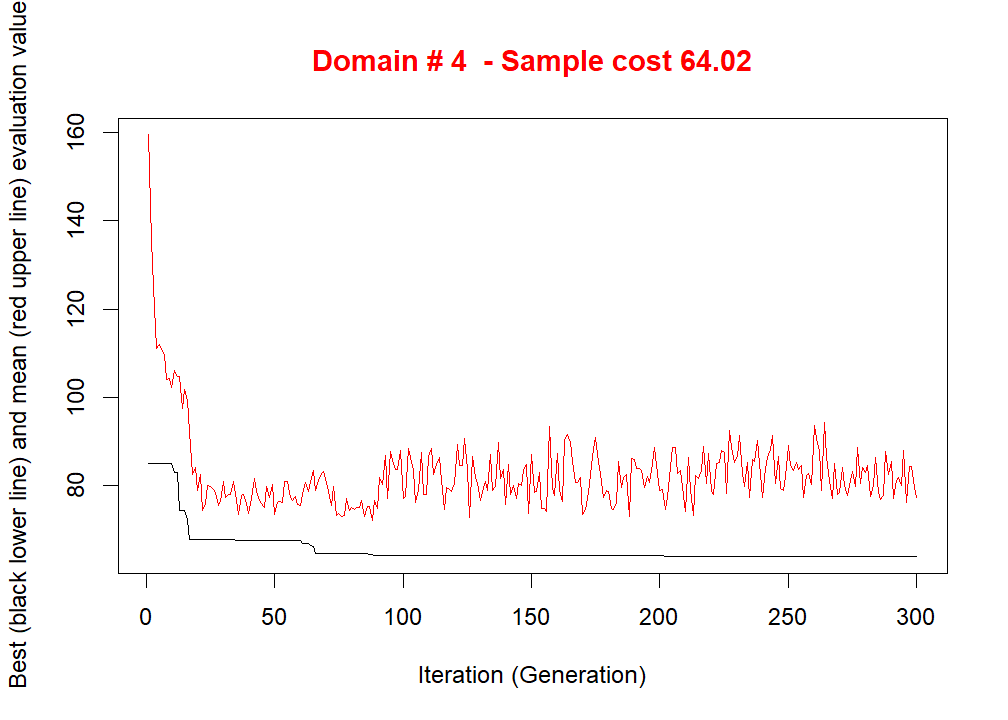 Domain # 4  - Sample cost 64.02
Best (black lower line) and mean (red upper line) evaluation value
160
140
120
100
80
0 50 100 150 200 250 300
Iteration (Generation)